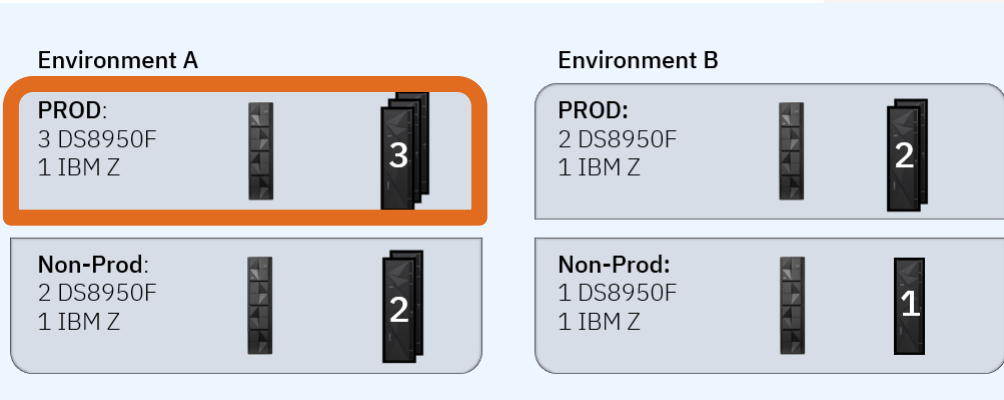 Environment A
PROD:
3 DS8950F
1 IBM Z
3
Non-Prod:
2 DS8950F
1 IBM Z
2
Environment B
PROD:
2 DS8950F
1 IBM Z
2
Non-Prod:
1 DS8950F
1 IBM Z
1